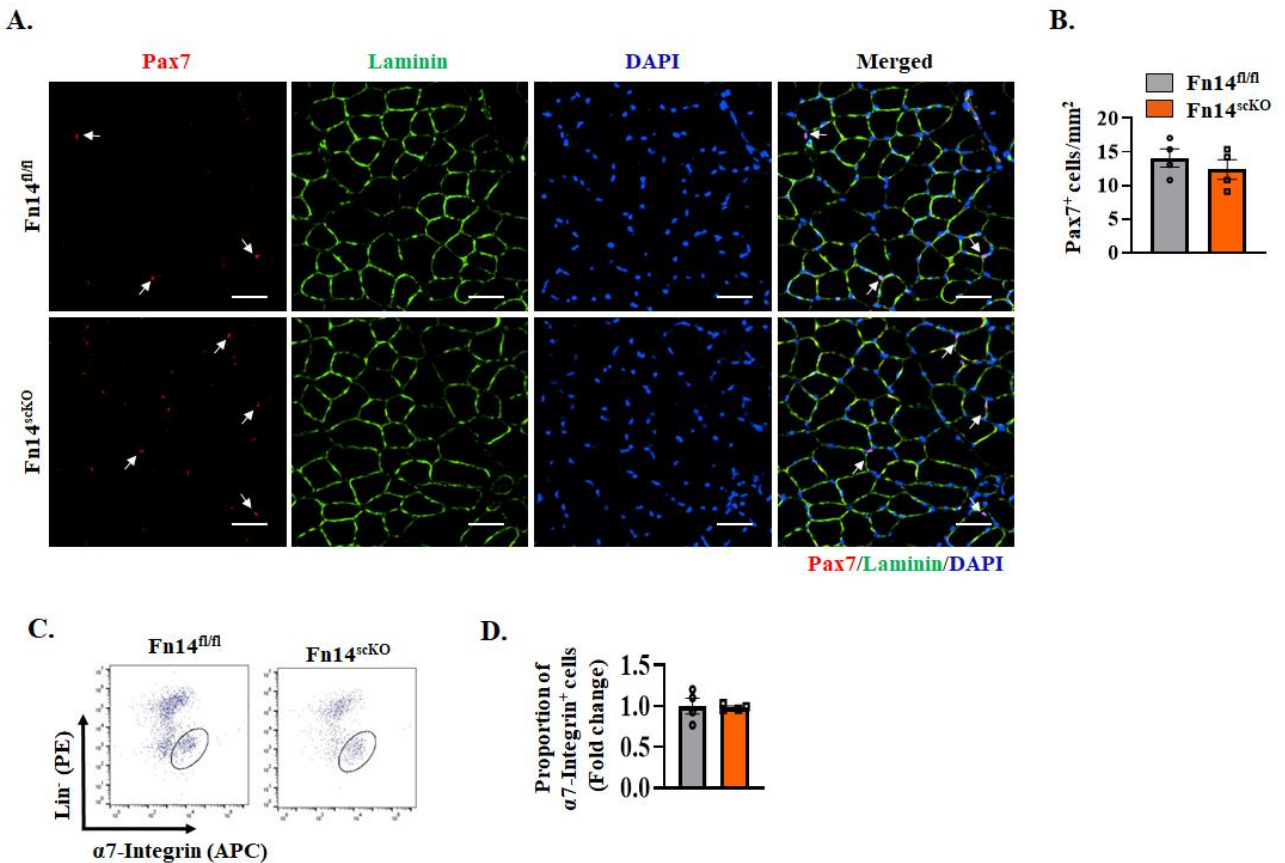 A.
Pax7 Laminin DAPI Merged
Fn14fl/fl
Fn14scKO
Pax7/Laminin/DAPI
B.
Fn14fl/fl
Fn14scKO
Pax7+ cells/mm2
20
15
10
5
0
C.
Fn14fl/fl Fn14scKO
Lin- (PE)
α7-Integrin (APC)
D.
Proportion of
α7-Integrin+ cells
(Fold change)
1.5
1.0
0.5
0.0